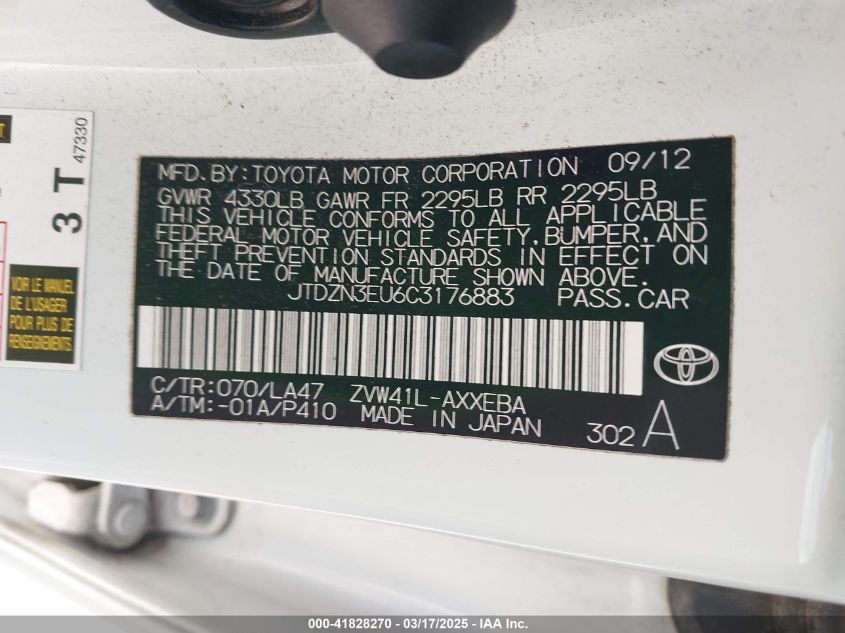 47330
3 T
VOIR LE MANUEL
DE L'USAGER
POUR PLUS DE
RENSEIGNEMENTS
MFD. BY: TOYOTA MOTOR CORPORATION 09/12
GVWR 4330LB GAWR FR 2295LB RR 2295LB
THIS VEHICLE CONFORMS TO ALL APPLICABLE
FEDERAL MOTOR VEHICLE SAFETY, BUMPER, AND
THEFT PREVENTION STANDARDS IN EFFECT ON
THE DATE OF MANUFACTURE SHOWN ABOVE.
JTDZN3EU6C3176883 PASS. CAR
C/TR: 070/LA47 ZVW41L-AXXEBA
A/TM: -01A/P410 MADE IN JAPAN 302 A
000-41828270 - 03/17/2025 - IAA Inc.